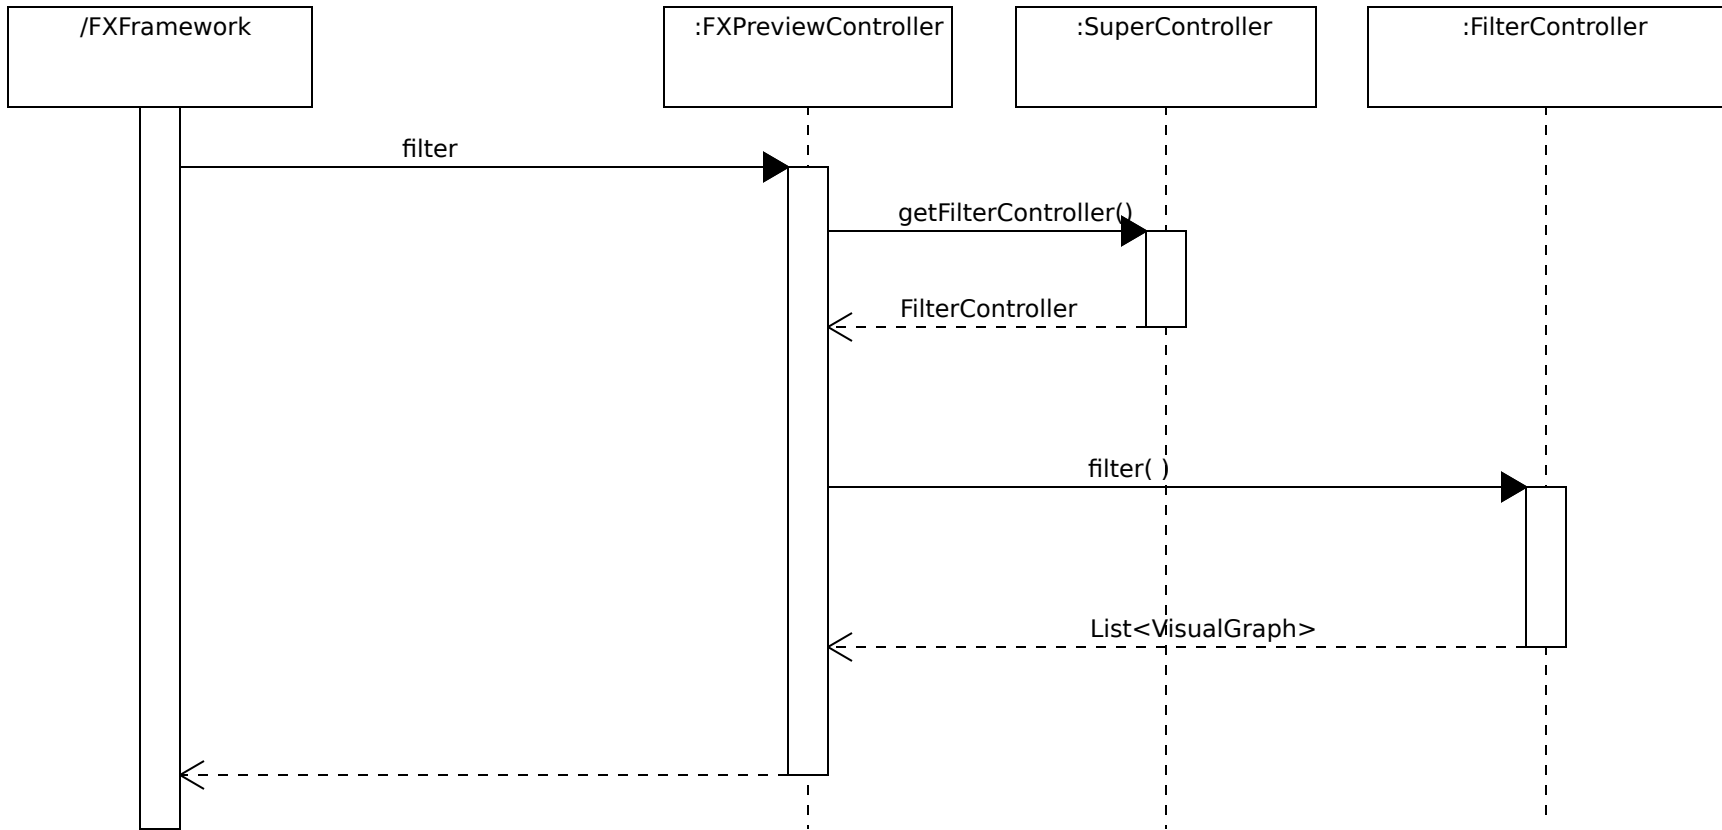 /FXFramework
:FXPreviewController
:SuperController
:FilterController
filter
getFilterController()
FilterController
filter( )
List<VisualGraph>